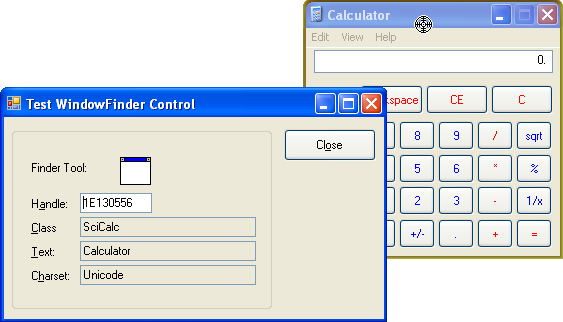 Calculator
Edit View Help
0.
kspace CE C
8 9 / sqrt
5 6 * %
2 3 - 1/x
+/- . + =
Test WindowFinder Control
Close
Finder Tool:
Handle: 1E130556
Class SciCalc
Text: Calculator
Charset: Unicode